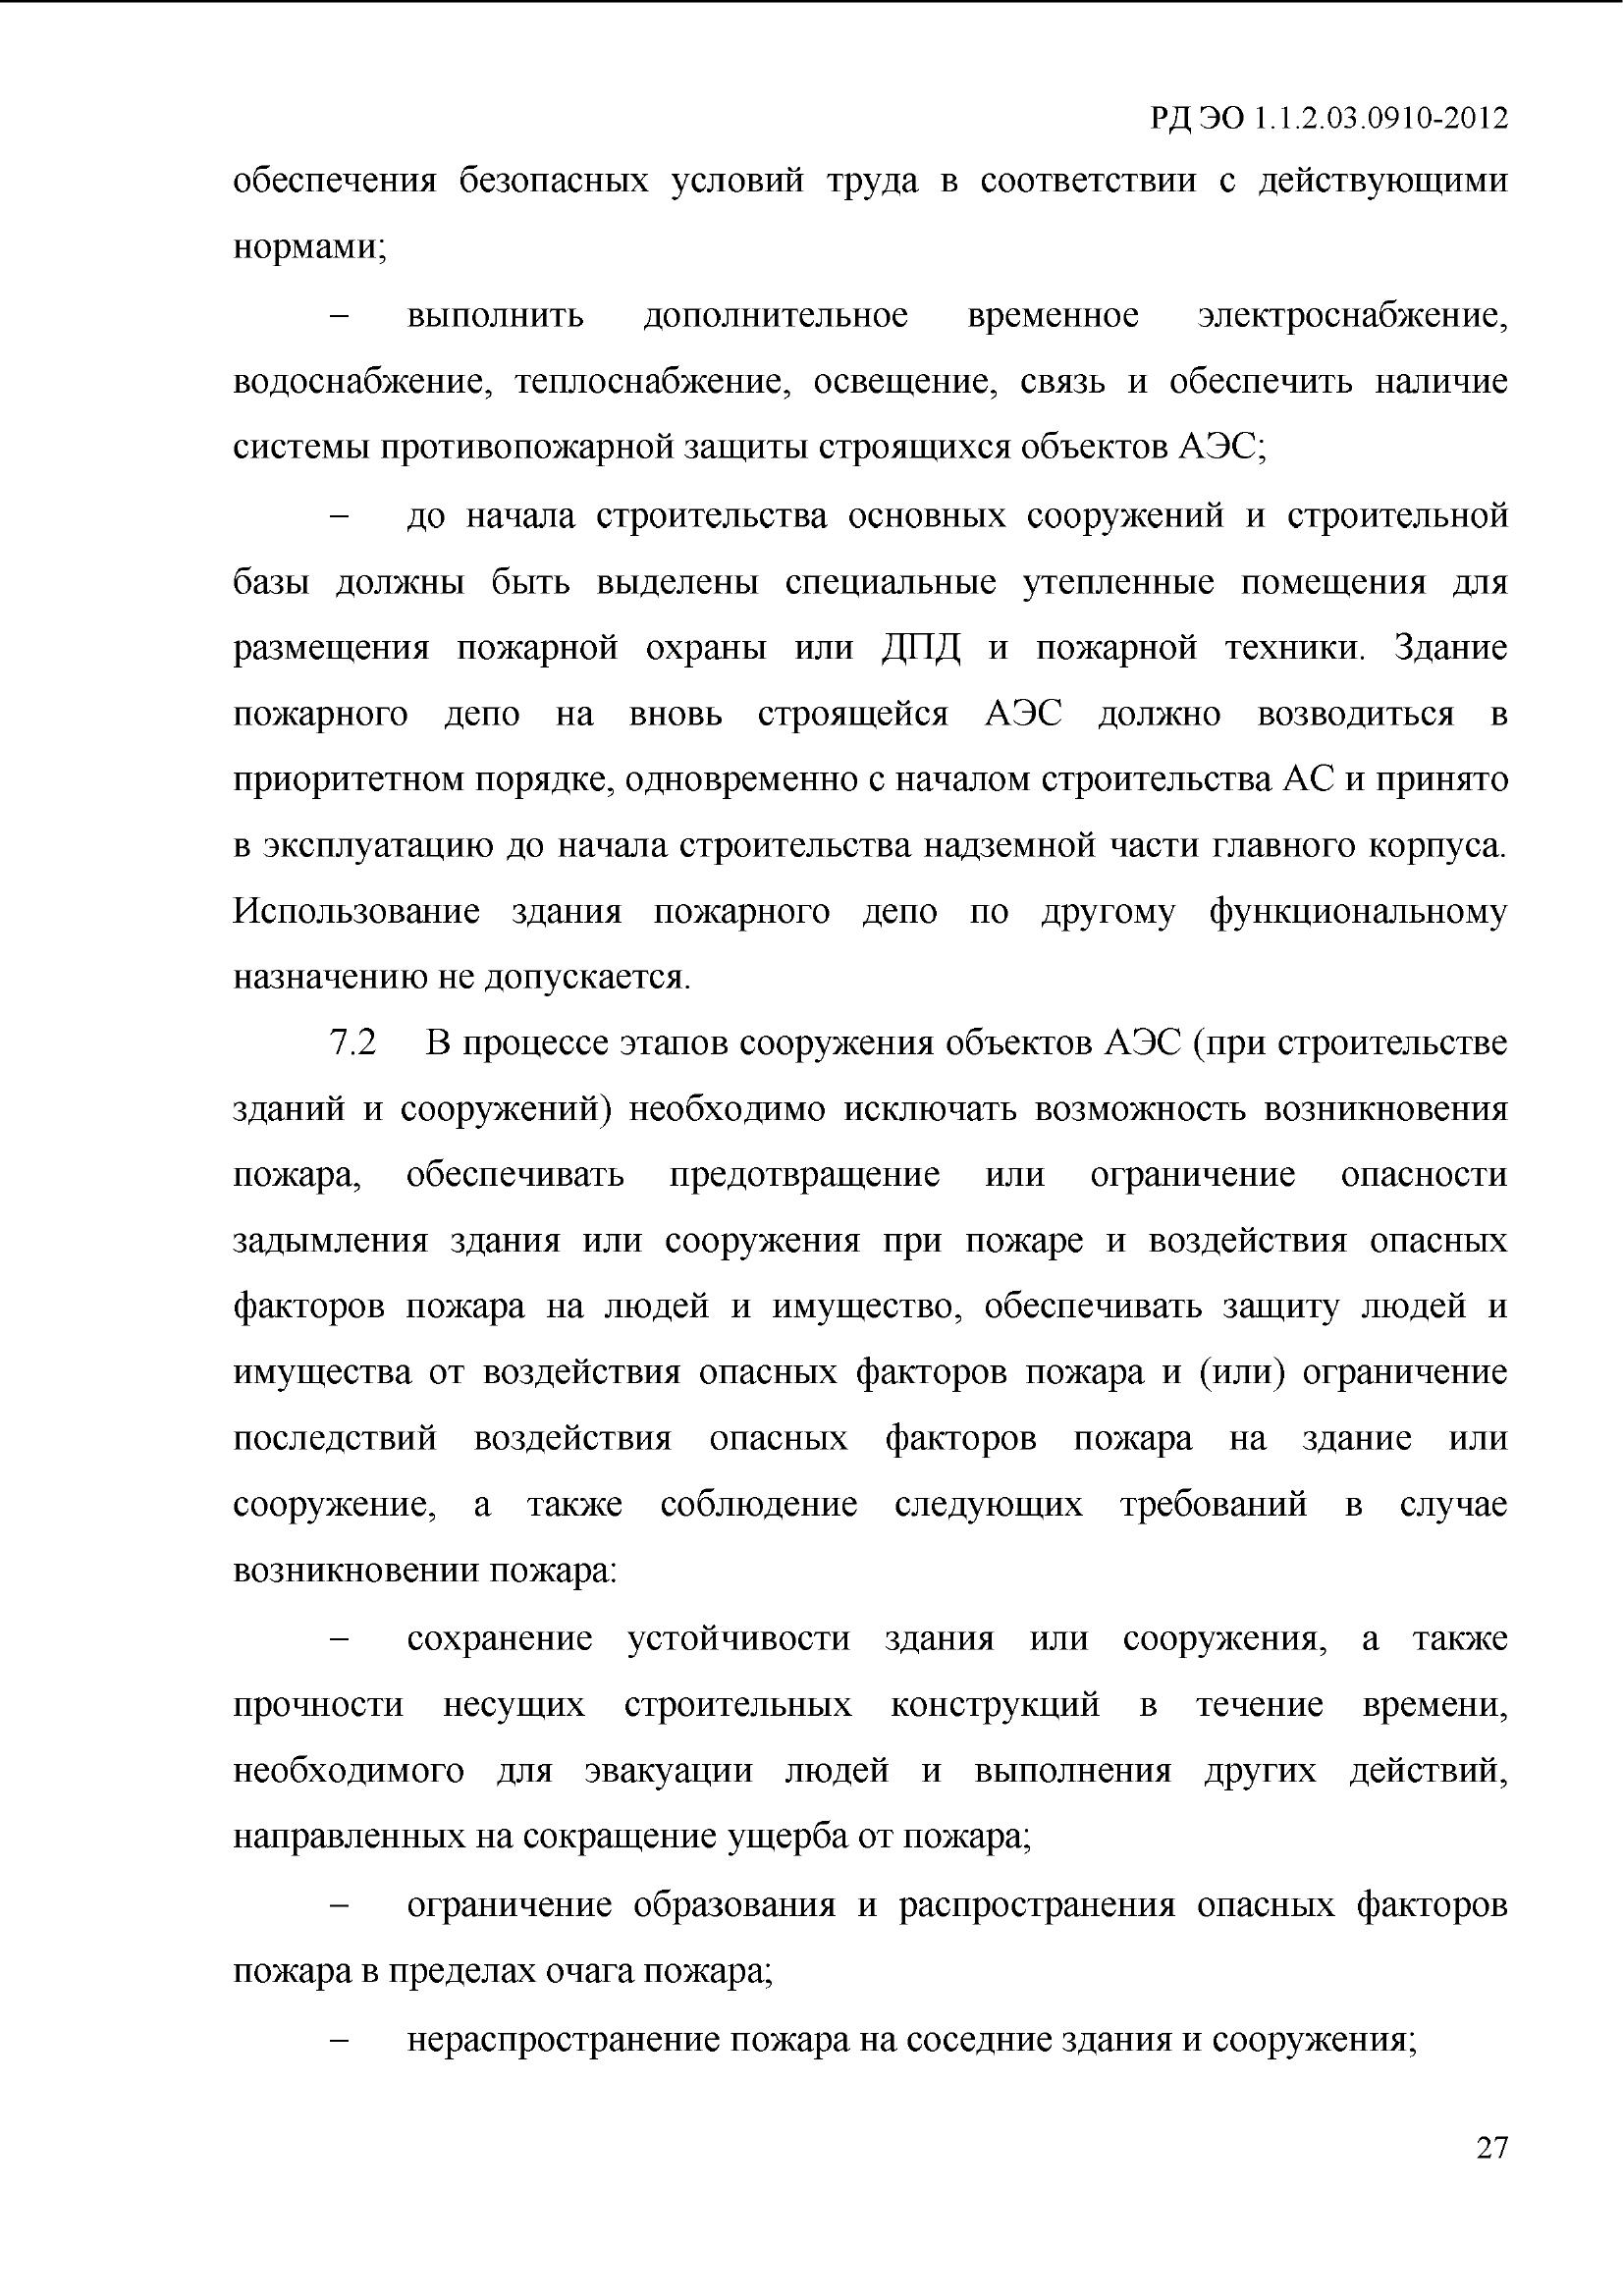 РД ЭО 1.1.2.03.0910-2012
обеспечения безопасных условий труда в соответствии с действующими
нормами;
– выполнить дополнительное временное электроснабжение,
водоснабжение, теплоснабжение, освещение, связь и обеспечить наличие
системы противопожарной защиты строящихся объектов АЭС;
– до начала строительства основных сооружений и строительной
базы должны быть выделены специальные утепленные помещения для
размещения пожарной охраны или ДПД и пожарной техники. Здание
пожарного депо на вновь строящейся АЭС должно возводиться в
приоритетном порядке, одновременно с началом строительства АС и принято
в эксплуатацию до начала строительства надземной части главного корпуса.
Использование здания пожарного депо по другому функциональному
назначению не допускается.
7.2 В процессе этапов сооружения объектов АЭС (при строительстве
зданий и сооружений) необходимо исключать возможность возникновения
пожара, обеспечивать предотвращение или ограничение опасности
задымления здания или сооружения при пожаре и воздействия опасных
факторов пожара на людей и имущество, обеспечивать защиту людей и
имущества от воздействия опасных факторов пожара и (или) ограничение
последствий воздействия опасных факторов пожара на здание или
сооружение, а также соблюдение следующих требований в случае
возникновении пожара:
– сохранение устойчивости здания или сооружения, а также
прочности несущих строительных конструкций в течение времени,
необходимого для эвакуации людей и выполнения других действий,
направленных на сокращение ущерба от пожара;
– ограничение образования и распространения опасных факторов
пожара в пределах очага пожара;
– нераспространение пожара на соседние здания и сооружения;
27